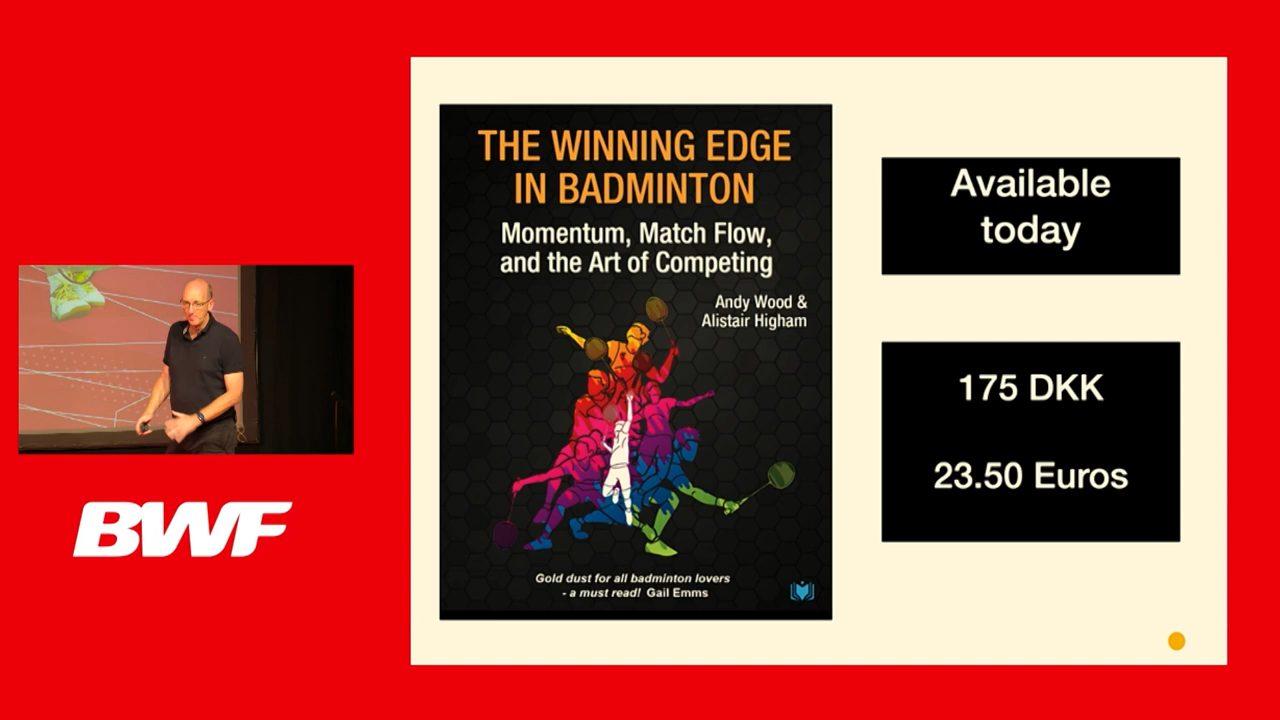 THE WINNING EDGE
IN BADMINTON
Momentum, Match Flow,
and the Art of Competing
Andy Wood &
Alistair Higham
Gold dust for all badminton lovers
- a must read! Gail Emms
Available
today
175 DKK
23.50 Euros
BWF